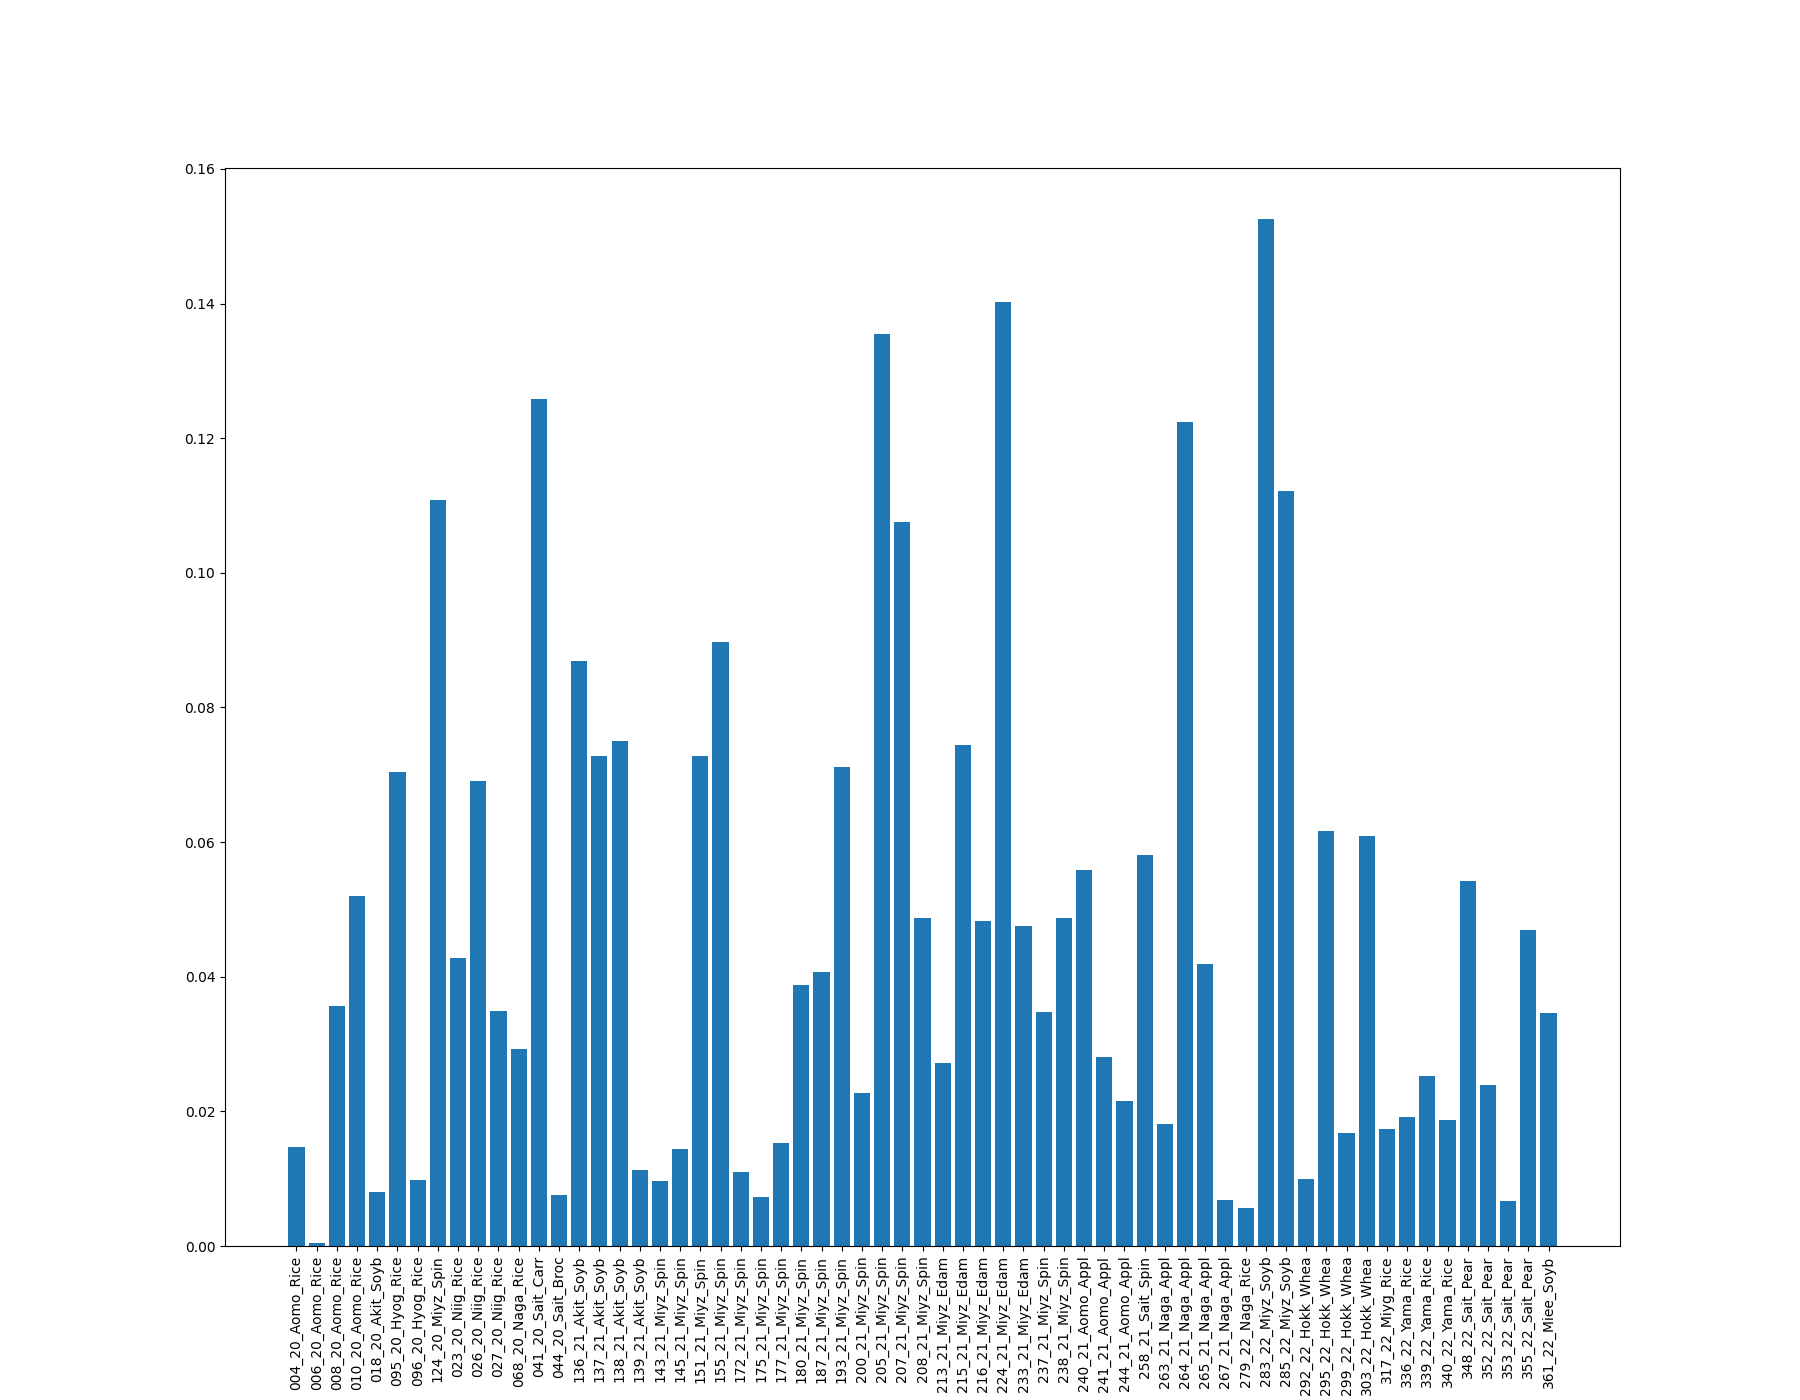 0.16
0.14
0.12
0.10
0.08
0.06
0.04
0.02
0.00
004_20_Aomo_Rice
006_20_Aomo_Rice
008_20_Aomo_Rice
010_20_Aomo_Rice
018_20_Akit_Soyb
095_20_Hyog_Rice
096_20_Hyog_Rice
124_20_Miyz_Spin
023_20_Niig_Rice
026_20_Niig_Rice
027_20_Niig_Rice
068_20_Naga_Rice
041_20_Sait_Carr
044_20_Sait_Broc
136_21_Akit_Soyb
137_21_Akit_Soyb
138_21_Akit_Soyb
139_21_Akit_Soyb
143_21_Miyz_Spin
145_21_Miyz_Spin
151_21_Miyz_Spin
155_21_Miyz_Spin
172_21_Miyz_Spin
175_21_Miyz_Spin
177_21_Miyz_Spin
180_21_Miyz_Spin
187_21_Miyz_Spin
193_21_Miyz_Spin
200_21_Miyz_Spin
205_21_Miyz_Spin
207_21_Miyz_Spin
208_21_Miyz_Spin
213_21_Miyz_Edam
215_21_Miyz_Edam
216_21_Miyz_Edam
224_21_Miyz_Edam
233_21_Miyz_Edam
237_21_Miyz_Spin
238_21_Miyz_Spin
240_21_Aomo_Appl
241_21_Aomo_Appl
244_21_Aomo_Appl
258_21_Sait_Spin
263_21_Naga_Appl
264_21_Naga_Appl
265_21_Naga_Appl
267_21_Naga_Appl
279_22_Naga_Rice
283_22_Miyz_Soyb
285_22_Miyz_Soyb
292_22_Hokk_Whea
295_22_Hokk_Whea
299_22_Hokk_Whea
303_22_Hokk_Whea
317_22_Miyg_Rice
336_22_Yama_Rice
339_22_Yama_Rice
340_22_Yama_Rice
348_22_Sait_Pear
352_22_Sait_Pear
353_22_Sait_Pear
355_22_Sait_Pear
361_22_Miee_Soyb